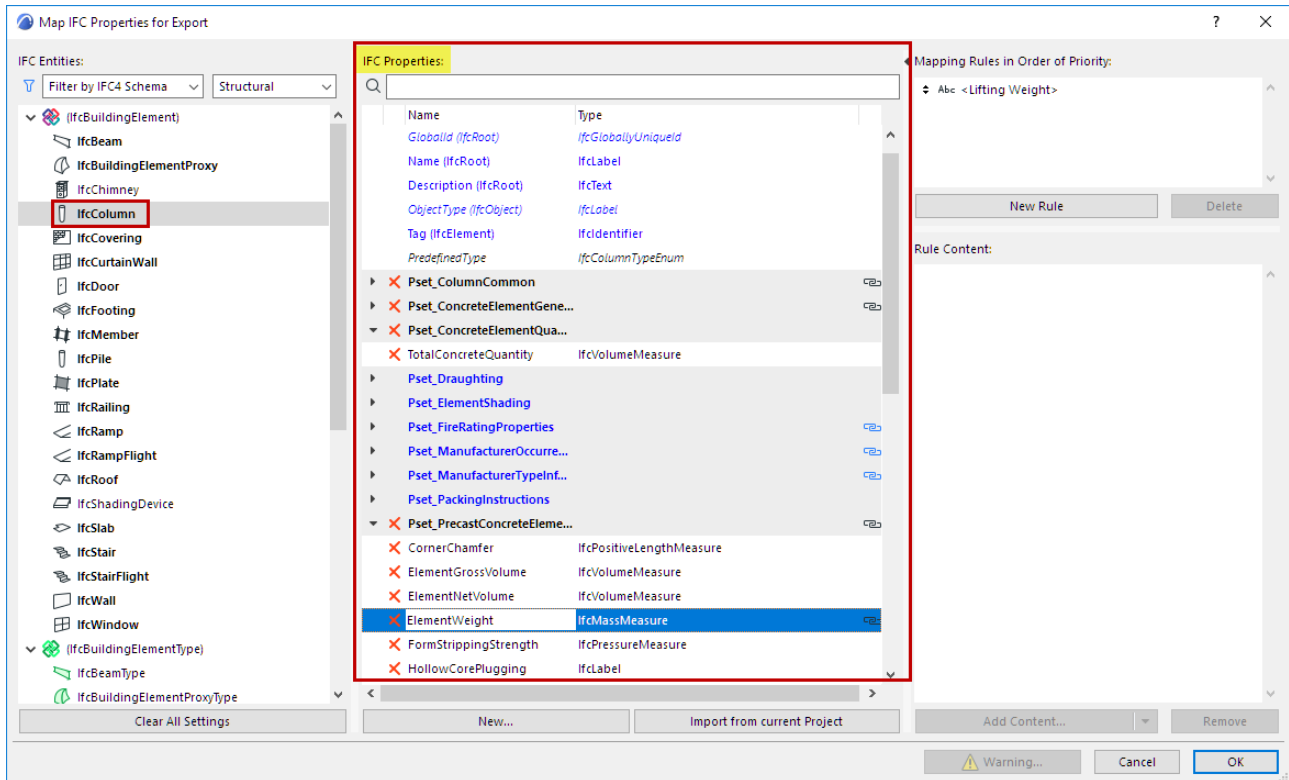 Map IFC Properties for Export
? X
IFC Entities:
Filter by IFC4 Schema
Structural
(IfcBuildingElement)
IfcBeam
IfcBuildingElementProxy
IfcChimney
IfcColumn
IfcCovering
IfcCurtainWall
IfcDoor
IfcFooting
IfcMember
IfcPile
IfcPlate
IfcRailing
IfcRamp
IfcRampFlight
IfcRoof
IfcShadingDevice
IfcSlab
IfcStair
IfcStairFlight
IfcWall
IfcWindow
(IfcBuildingElementType)
IfcBeamType
IfcBuildingElementProxyType
Clear All Settings
IFC Properties:
Name Type
GlobalId (IfcRoot) IfcGloballyUniqueId
Name (IfcRoot) IfcLabel
Description (IfcRoot) IfcText
ObjectType (IfcObject) IfcLabel
Tag (IfcElement) IfcIdentifier
PredefinedType IfcColumnTypeEnum
Pset_ColumnCommon
Pset_ConcreteElementGene...
Pset_ConcreteElementQua...
TotalConcreteQuantity IfcVolumeMeasure
Pset_Draughting
Pset_ElementShading
Pset_FireRatingProperties
Pset_ManufacturerOccurre...
Pset_ManufacturerTypeInf...
Pset_PackingInstructions
Pset_PrecastConcreteEleme...
CornerChamfer IfcPositiveLengthMeasure
ElementGrossVolume IfcVolumeMeasure
ElementNetVolume IfcVolumeMeasure
ElementWeight IfcMassMeasure
FormStrippingStrength IfcPressureMeasure
HollowCorePlugging IfcLabel
New...
Import from current Project
Mapping Rules in Order of Priority:
Abc <Lifting Weight>
New Rule
Delete
Rule Content:
Add Content...
Remove
Warning...
Cancel
OK